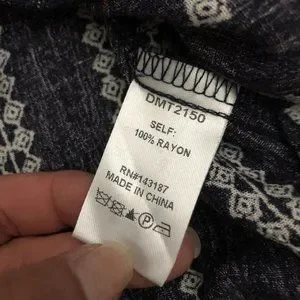 DMT2150
SELF:
100% RAYON
RN#143187
MADE IN CHINA